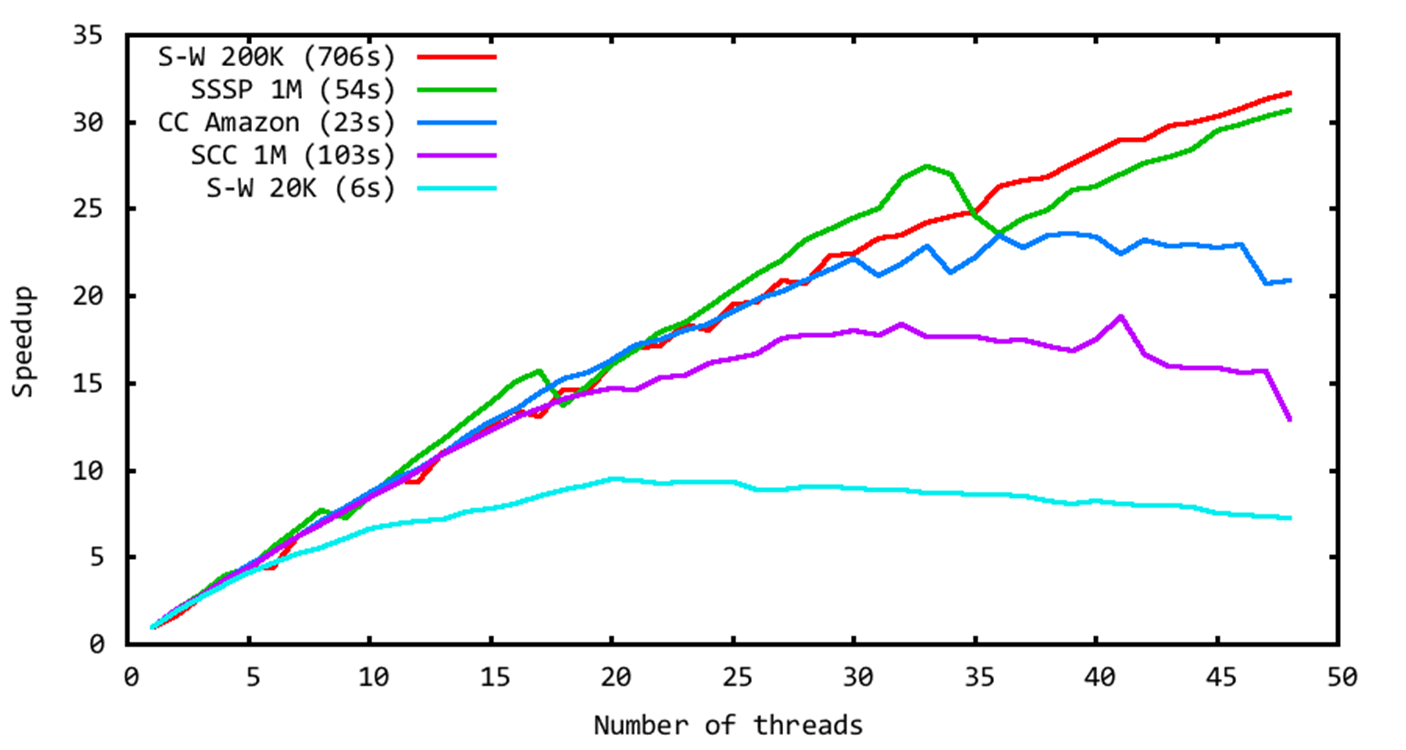 35
30
25
20
15
10
5
0
Speedup
S-W 200K (706s)
SSSP 1M (54s)
CC Amazon (23s)
SCC 1M (103s)
S-W 20K (6s)
0 5 10 15 20 25 30 35 40 45 50
Number of threads